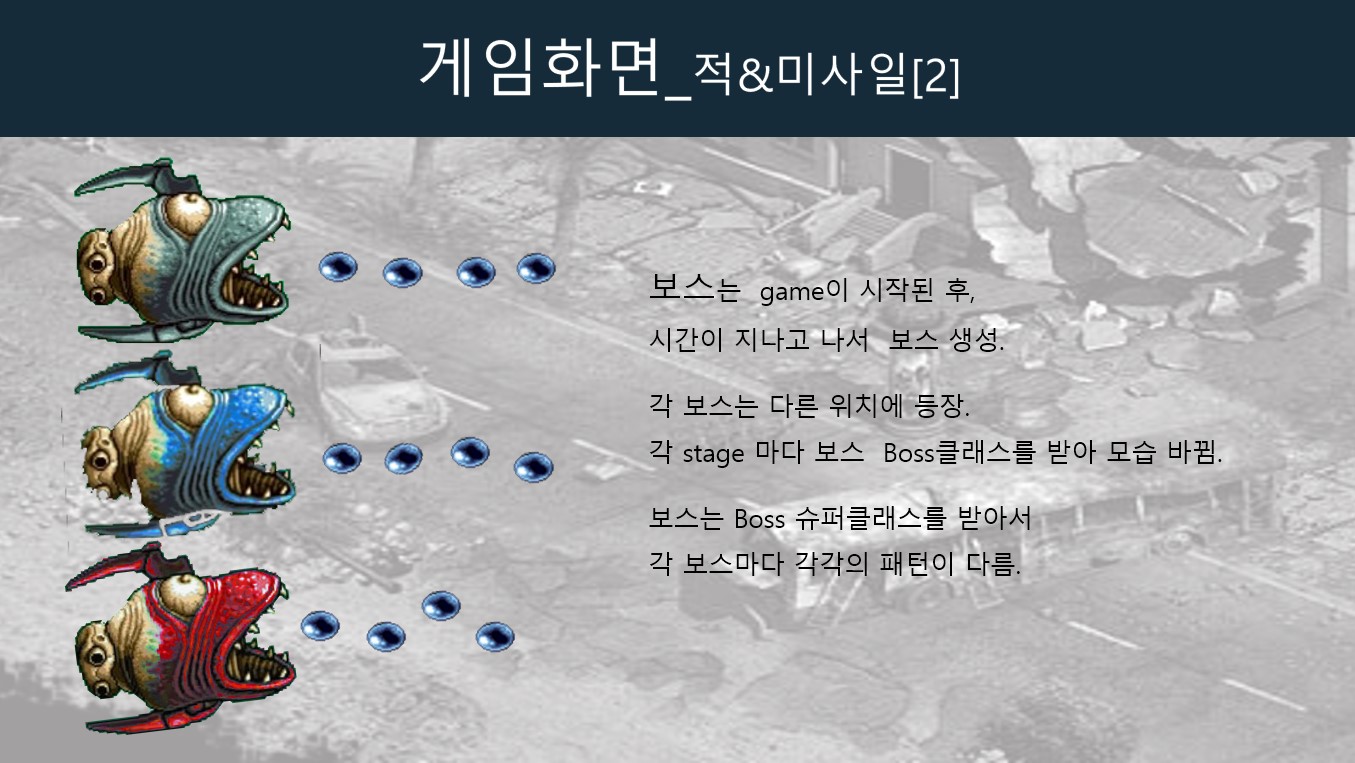 게임화면_적&미사일[2]
보스는 game이 시작된 후,
시간이 지나고 나서 보스 생성.
각 보스는 다른 위치에 등장.
각 stage 마다 보스 Boss클래스를 받아 모습 바뀜.
보스는 Boss 슈퍼클래스를 받아서
각 보스마다 각각의 패턴이 다름.